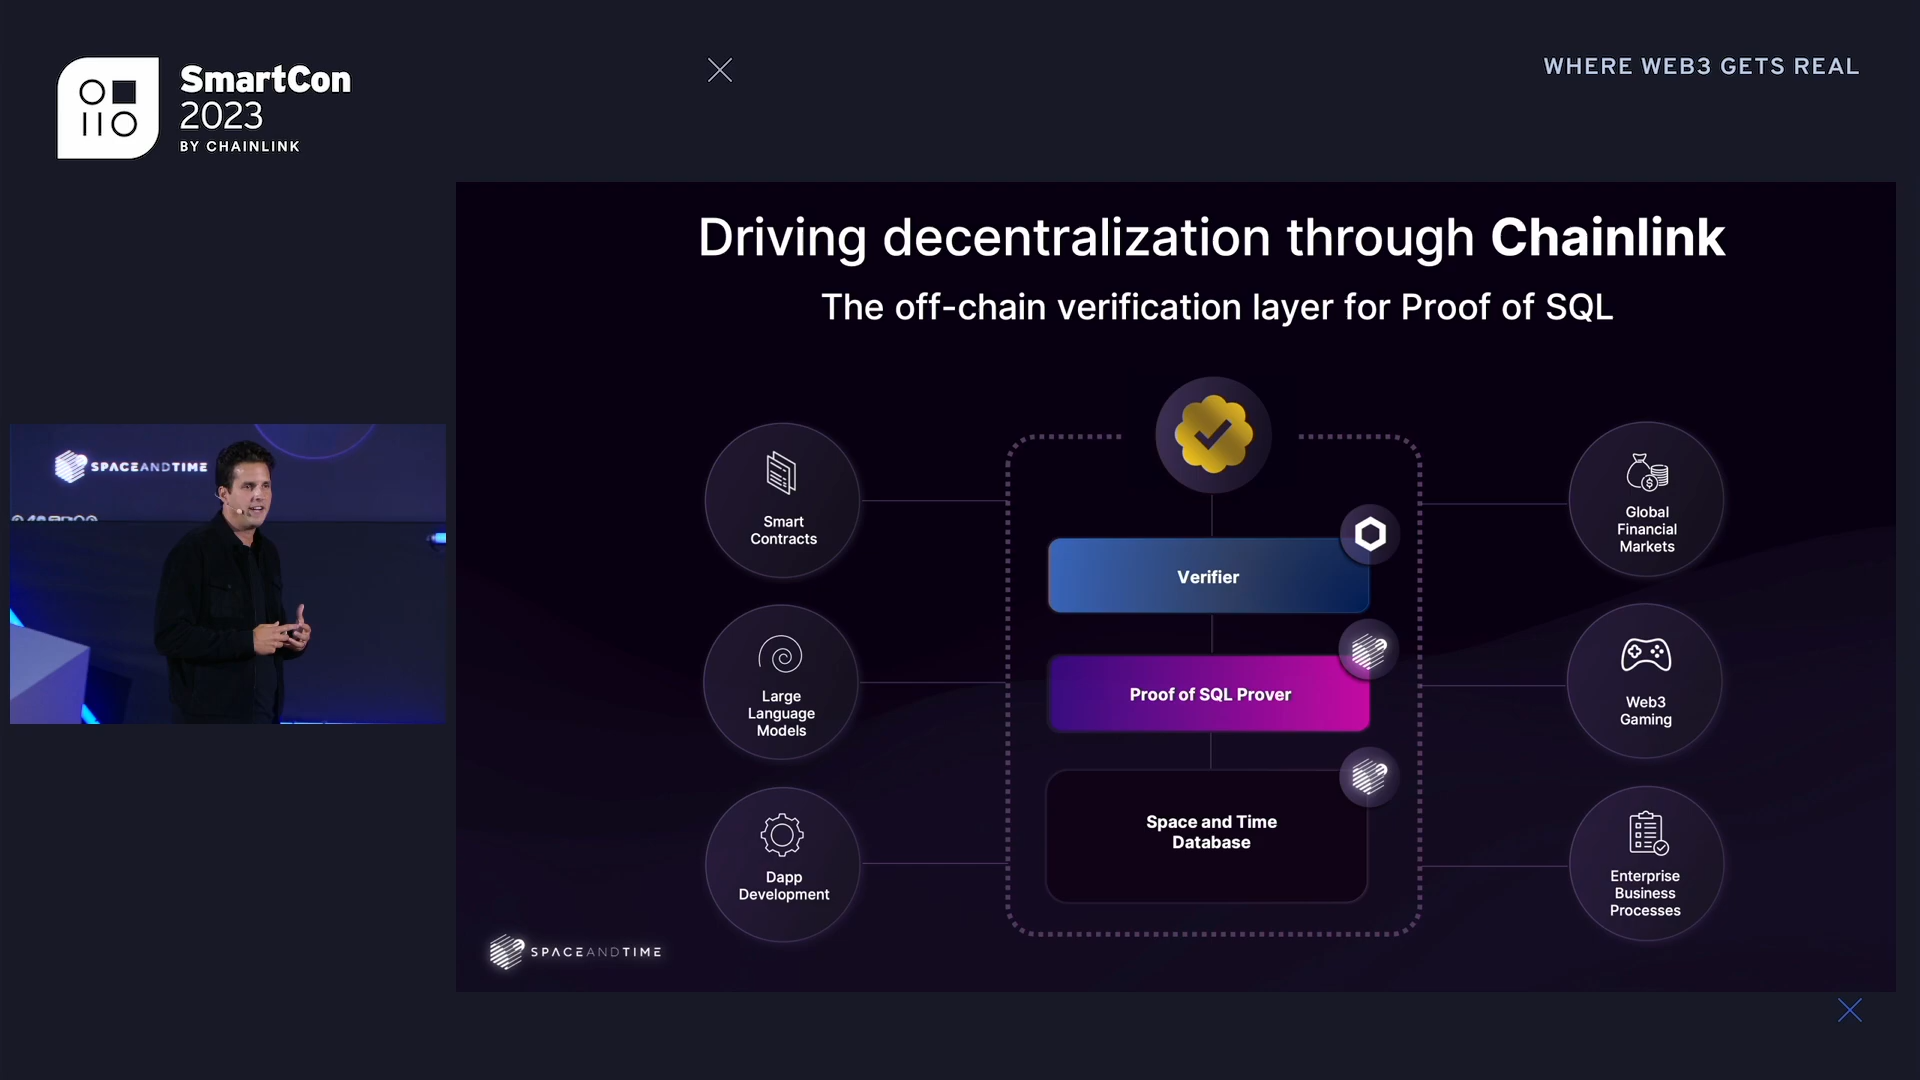 SmartCon
2023
BY CHAINLINK
WHERE WEB3 GETS REAL
Driving decentralization through Chainlink
The off-chain verification layer for Proof of SQL
SPACEANDTIME
Smart
Contracts
Large
Language
Models
Dapp
Development
Verifier
Proof of SQL Prover
Space and Time
Database
Global
Financial
Markets
Web3
Gaming
Enterprise
Business
Processes
SPACEANDTIME